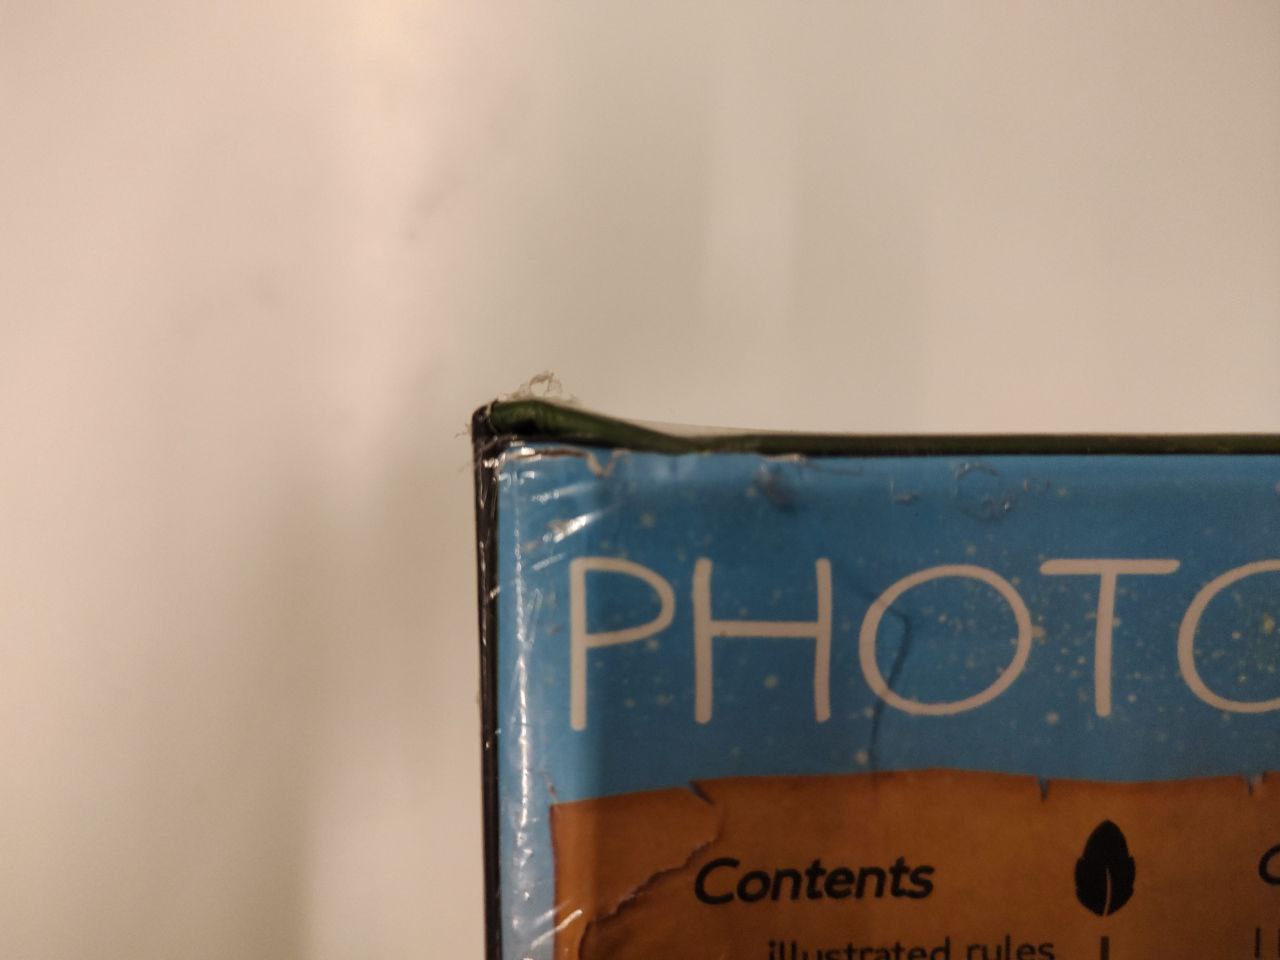 PHOTO
Contents
illustrated rules